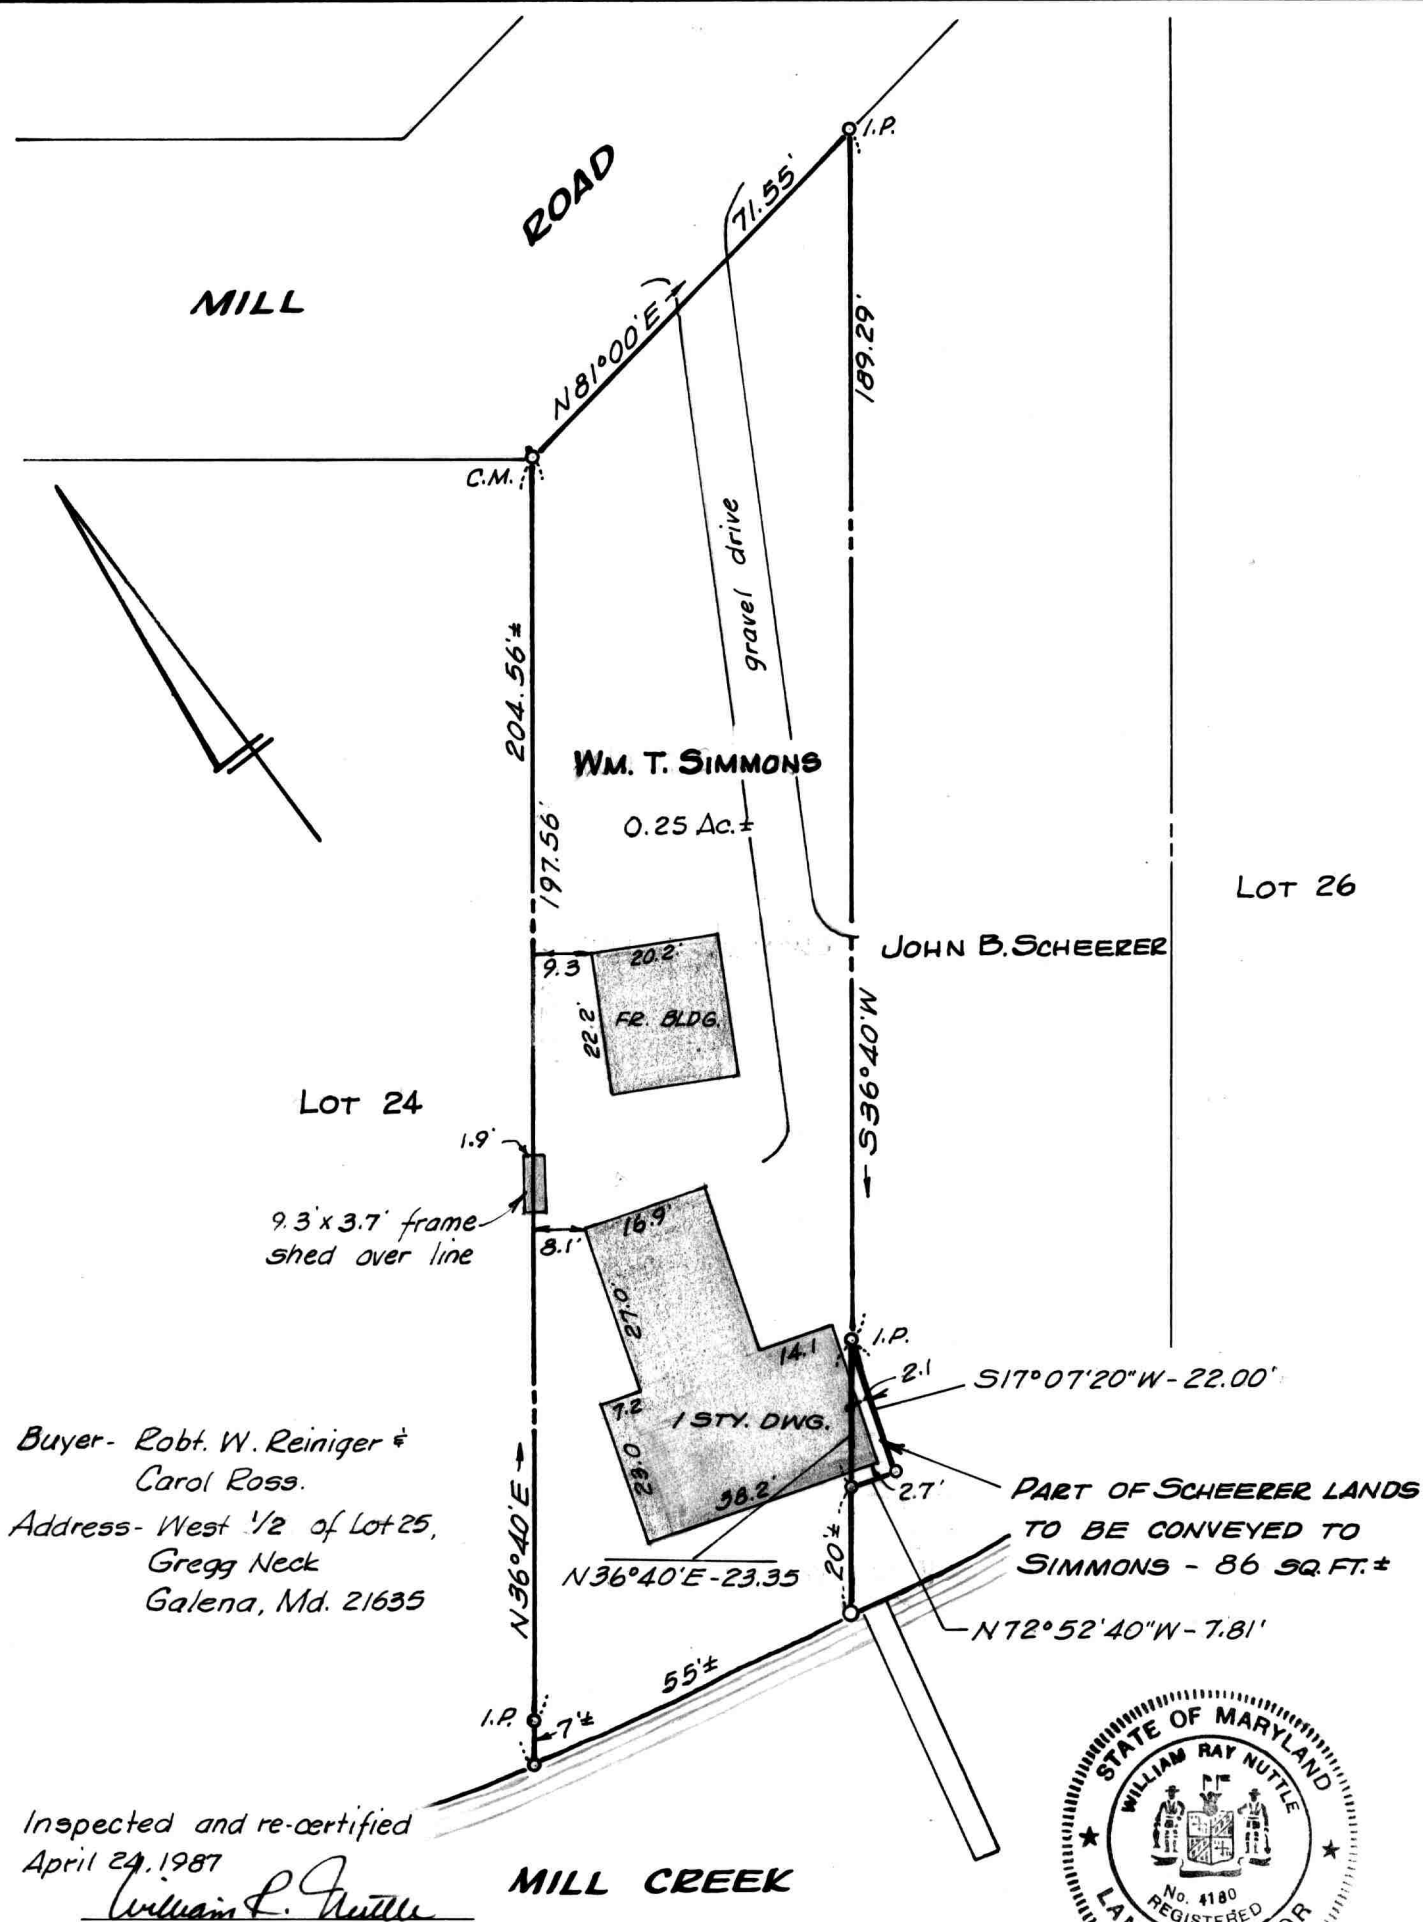 I.P.
ROAD
71.55'
MILL
N81°00'E
189.29'
C.M.
gravel drive
204.56'±
WM. T. SIMMONS
0.25 Ac.±
197.56'
LOT 26
JOHN B. SCHEERER
9.3
20.2'
22.2'
FR. BLDG.
S36°40'W
LOT 24
1.9'
9.3' x 3.7' frame
shed over line
8.1'
16.9'
27.0'
I.P.
14.1
2.1
S17°07'20"W - 22.00'
7.2
1 STY. DWG.
23.0
38.2'
2.7'
Buyer - Robt. W. Reiniger &
Carol Ross.
Address - West 1/2 of Lot 25,
Gregg Neck
Galena, Md. 21635
PART OF SCHEERER LANDS
TO BE CONVEYED TO
SIMMONS - 86 SQ. FT. ±
N36°40'E
N36°40'E - 23.35
20'±
N72°52'40"W - 7.81'
55'±
I.P.
7'±
STATE OF MARYLAND
WILLIAM RAY NUTTLE
No. 4180
REGISTERED
Inspected and re-certified
April 24, 1987
William R. Nuttle
MILL CREEK